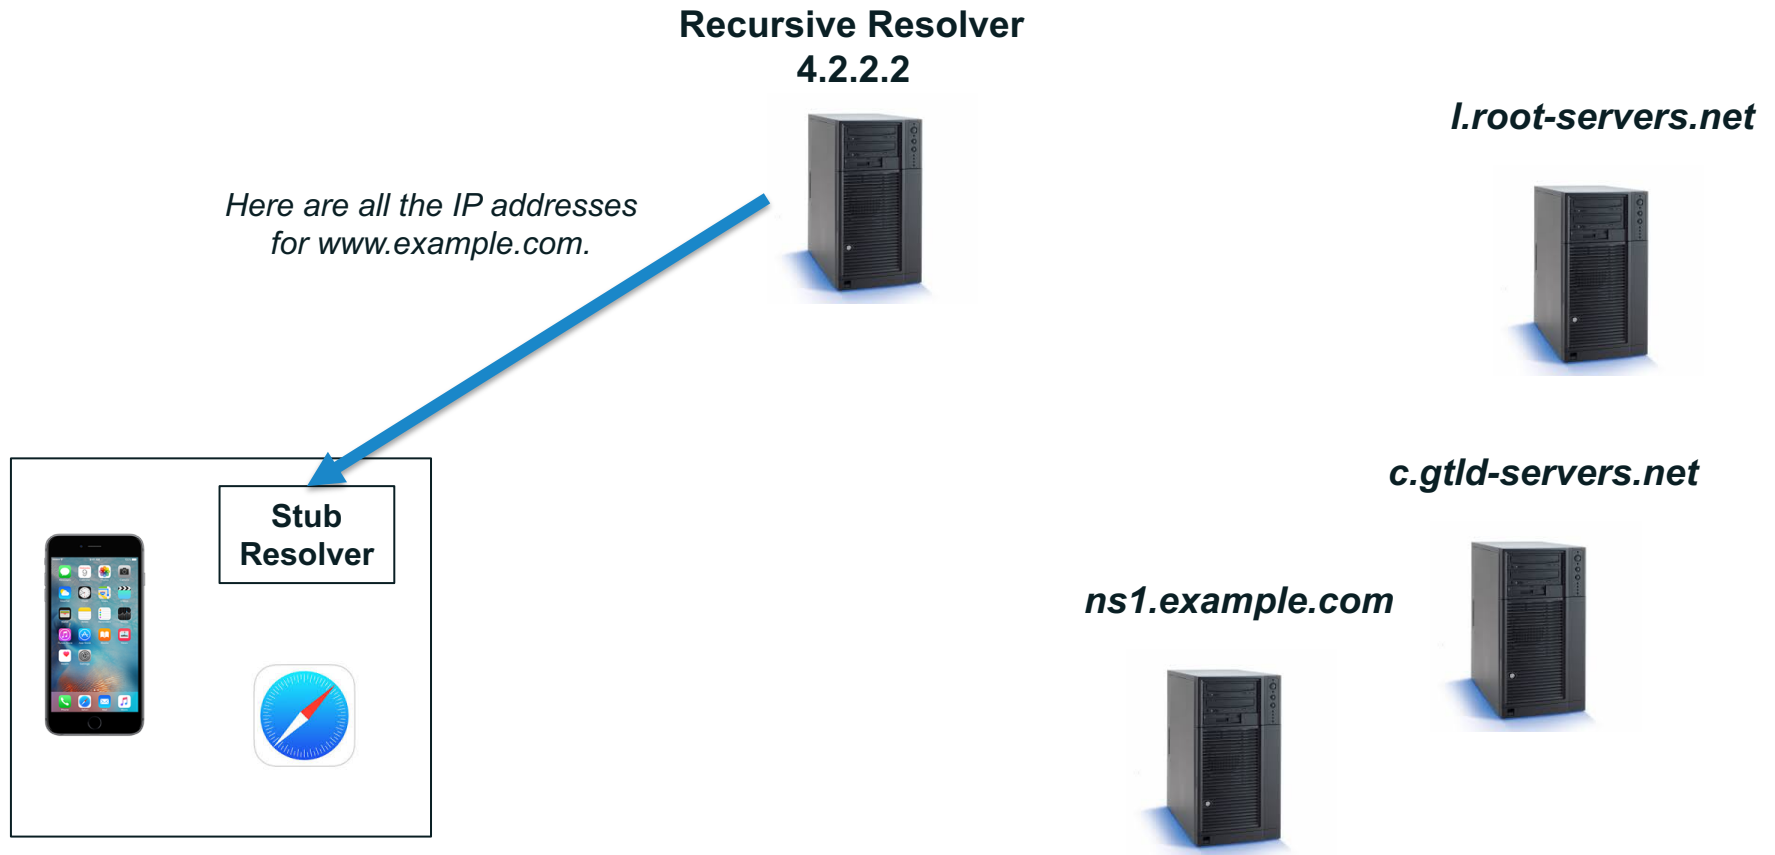 Recursive Resolver
4.2.2.2
l.root-servers.net
Here are all the IP addresses
for www.example.com.
c.gtld-servers.net
Stub
Resolver
ns1.example.com